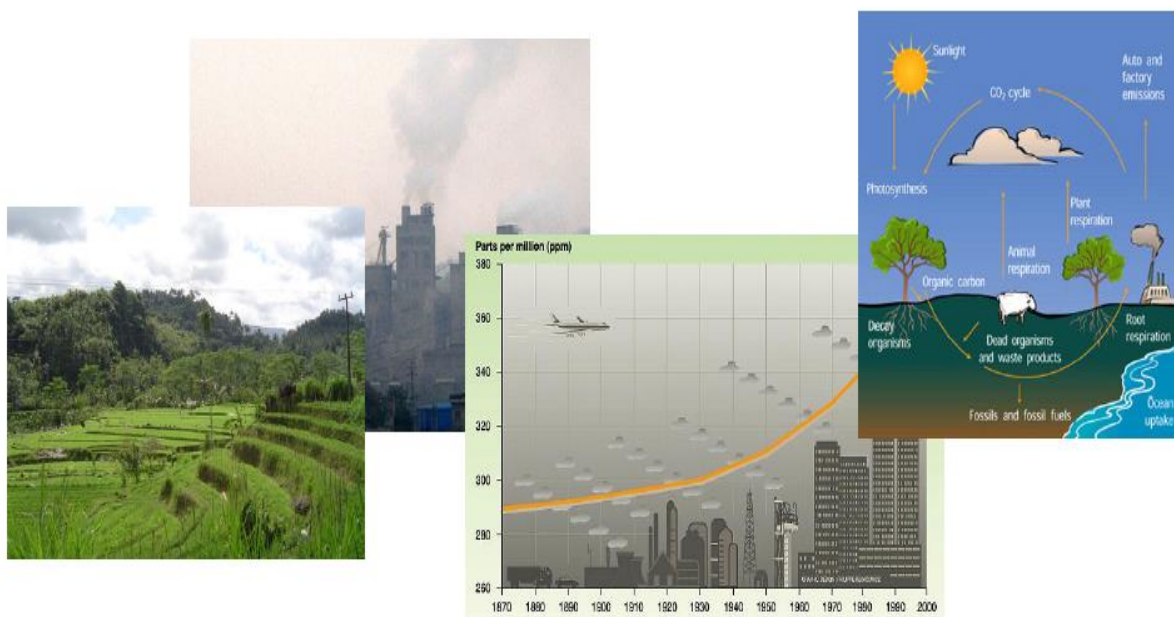 Parts per million (ppm)
380
360
340
320
300
280
260
1870 1880 1890 1900 1910 1920 1930 1940 1950 1960 1970 1980 1990 2000
Sunlight
Auto and
factory
emissions
CO₂ cycle
Photosynthesis
Plant
respiration
Animal
respiration
Organic carbon
Decay
organisms
Dead organisms
and waste products
Root
respiration
Fossils and fossil fuels
Ocean
uptake